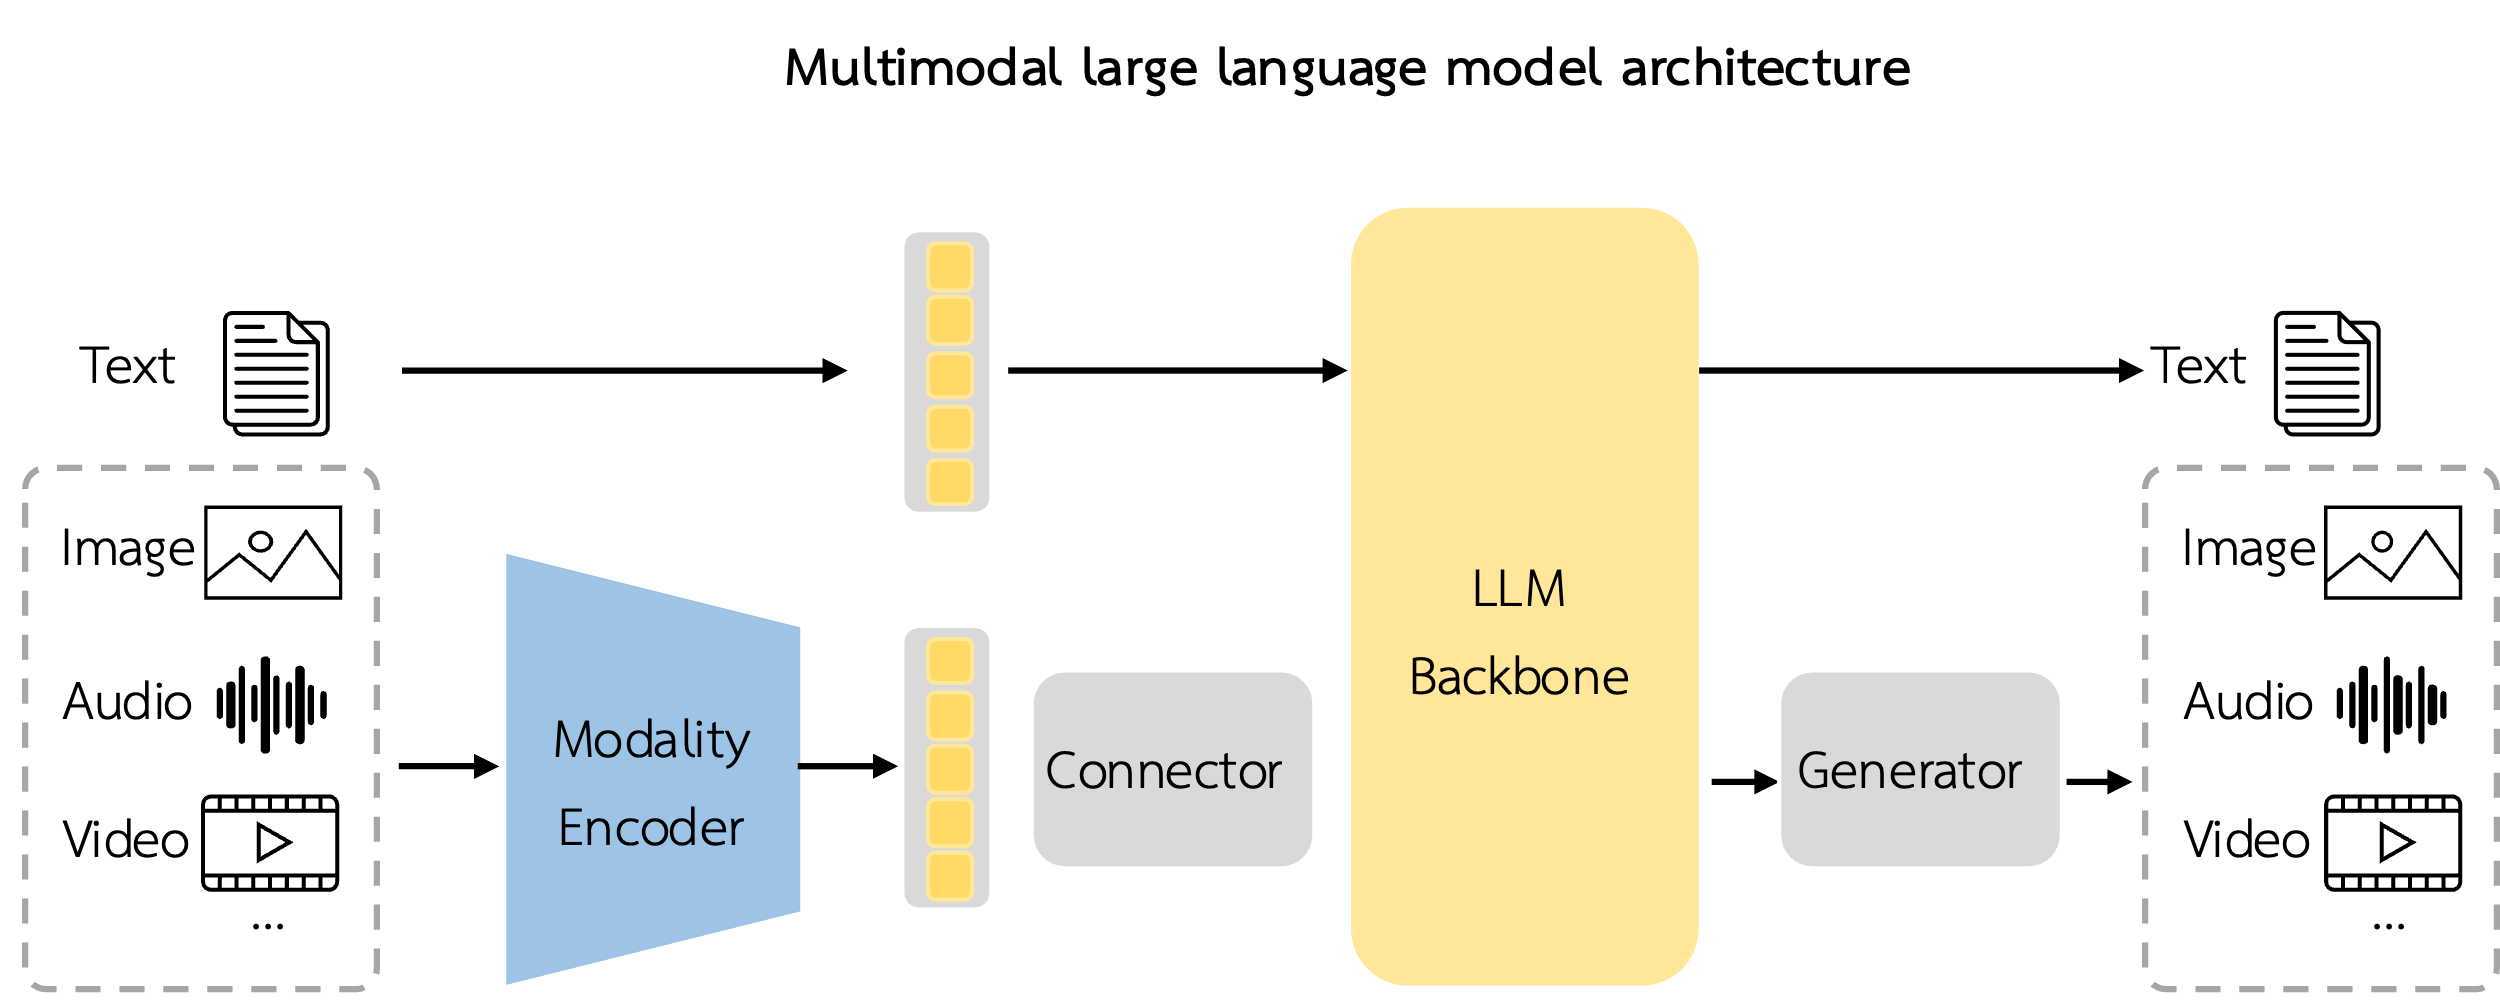 Multimodal large language model architecture
Text
Image
Audio
Video
...
Modality
Encoder
Connector
LLM
Backbone
Generator
Text
Image
Audio
Video
...